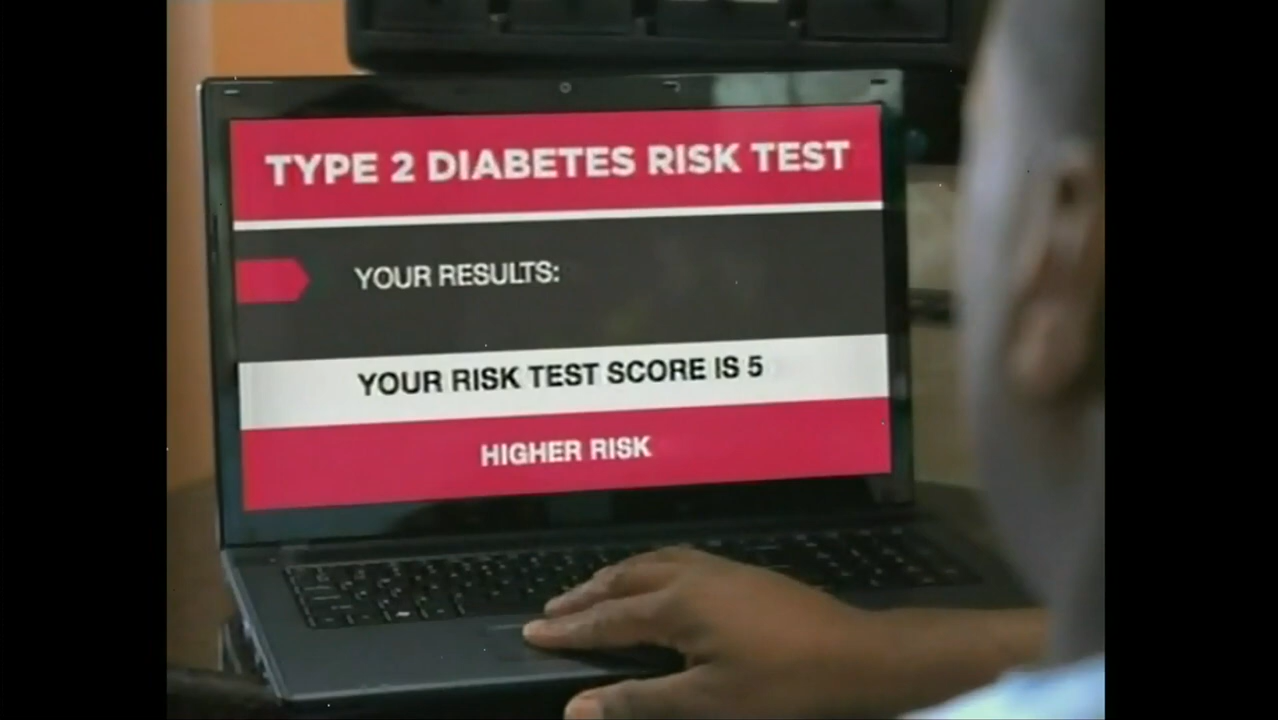 TYPE 2 DIABETES RISK TEST
YOUR RESULTS:
YOUR RISK TEST SCORE IS 5
HIGHER RISK